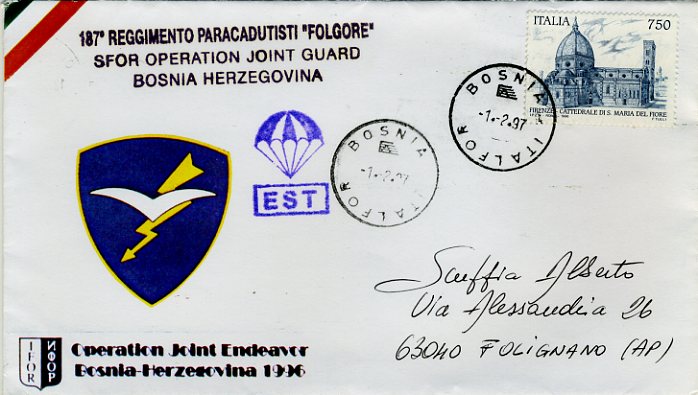 187° REGGIMENTO PARACADUTISTI "FOLGORE"
SFOR OPERATION JOINT GUARD
BOSNIA HERZEGOVINA
ITALIA 750
FIRENZE - CATTEDRALE DI S. MARIA DEL FIORE
BOSNIA
-1.-2.97
ITALFOR
BOSNIA
-1.-2.97
ITALFOR
EST
Scuffia Alberto
Via Alessandria 26
63040 FOLIGNANO (AP)
IFOR
ИФОР
Operation Joint Endeavor
Bosnia-Herzegovina 1996